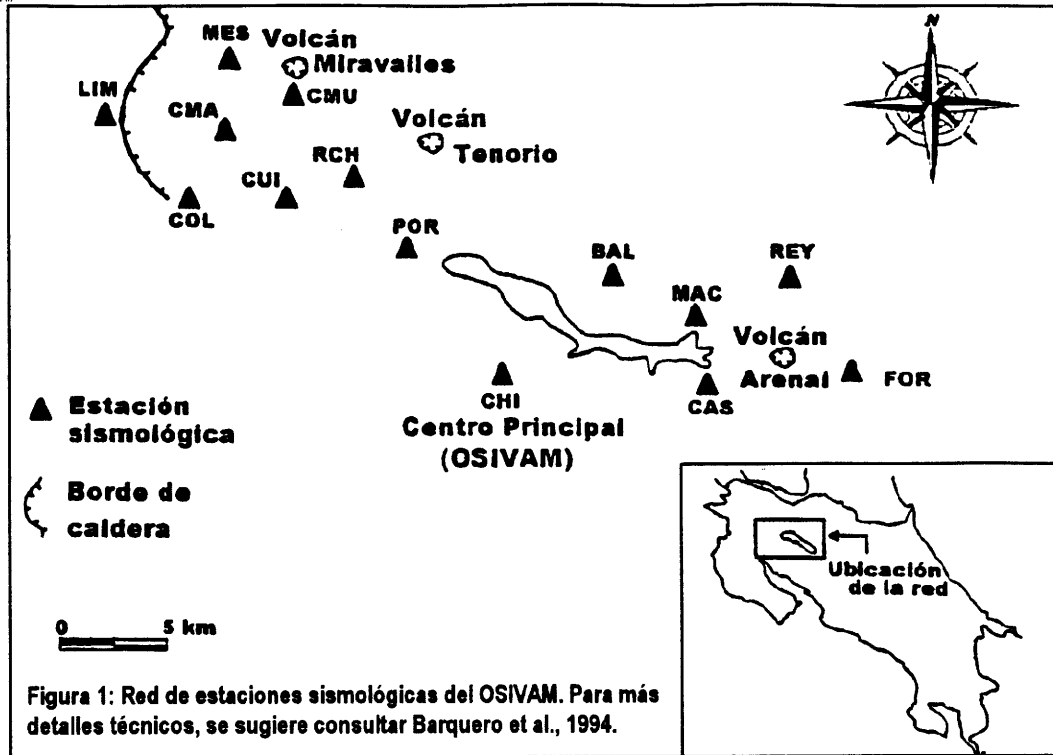 N
MES
Volcán
Miravalles
LIM
CMA
CMU
Volcán
Tenorio
RCH
CUI
COL
POR
BAL
REY
MAC
Volcán
Arenal
FOR
CAS
CHI
Centro Principal
(OSIVAM)
Estación
sismológica
Borde de
caldera
0 5 km
Ubicación
de la red
Figura 1: Red de estaciones sismológicas del OSIVAM. Para más
detalles técnicos, se sugiere consultar Barquero et al., 1994.